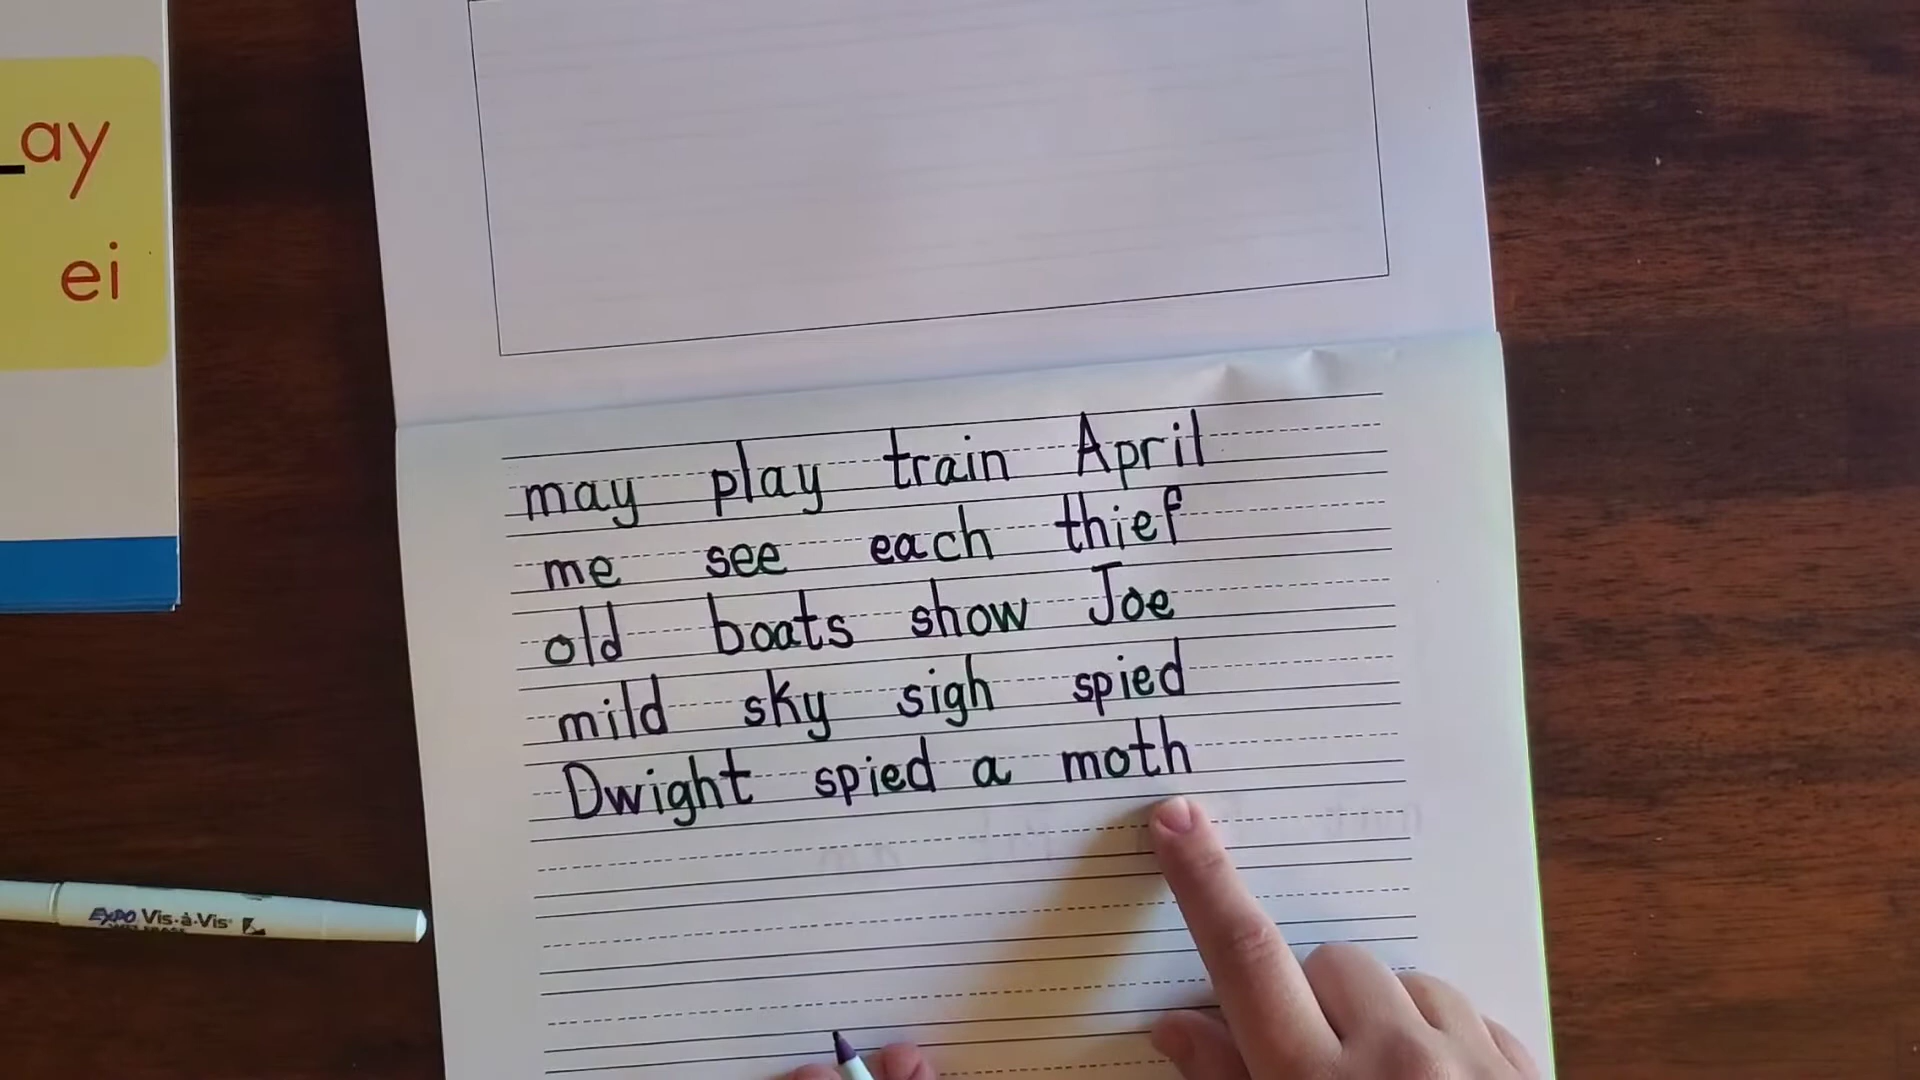 _ay
ei
may play train April
me see each thief
old boats show Joe
mild sky sigh spied
Dwight spied a moth
EXPO Vis-à-Vis